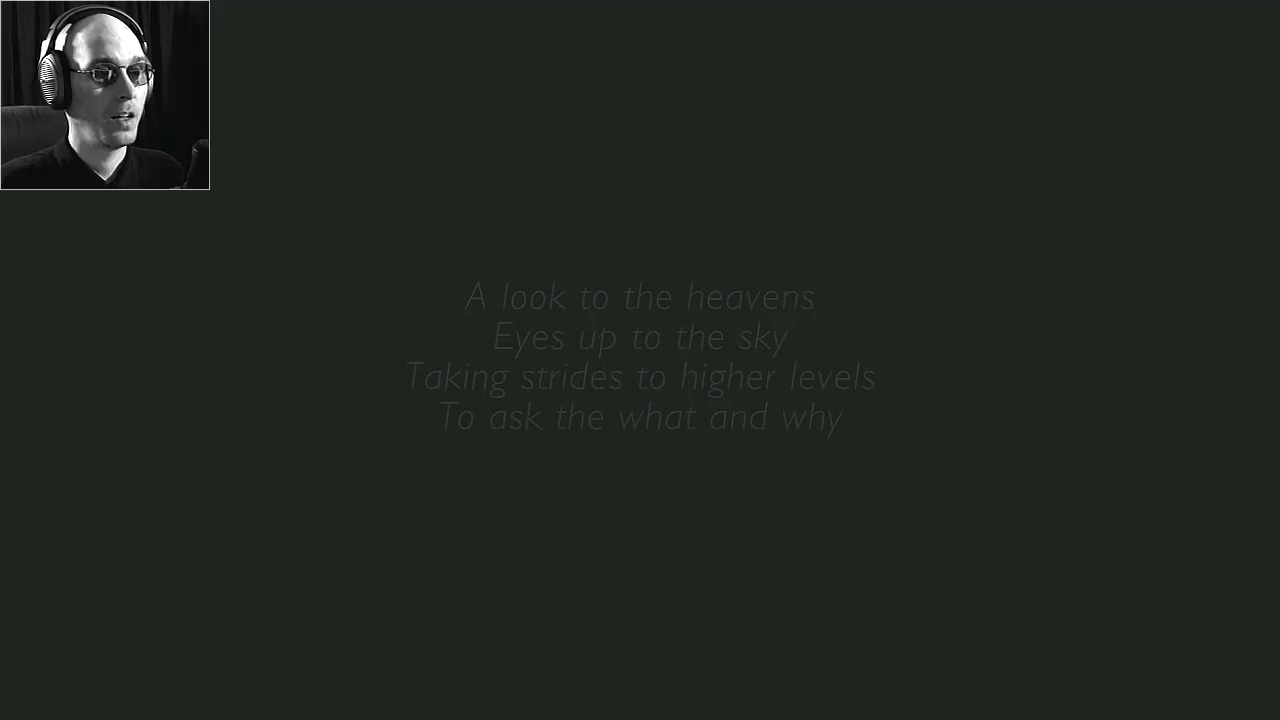 A look to the heavens
Eyes up to the sky
Taking strides to higher levels
To ask the what and why